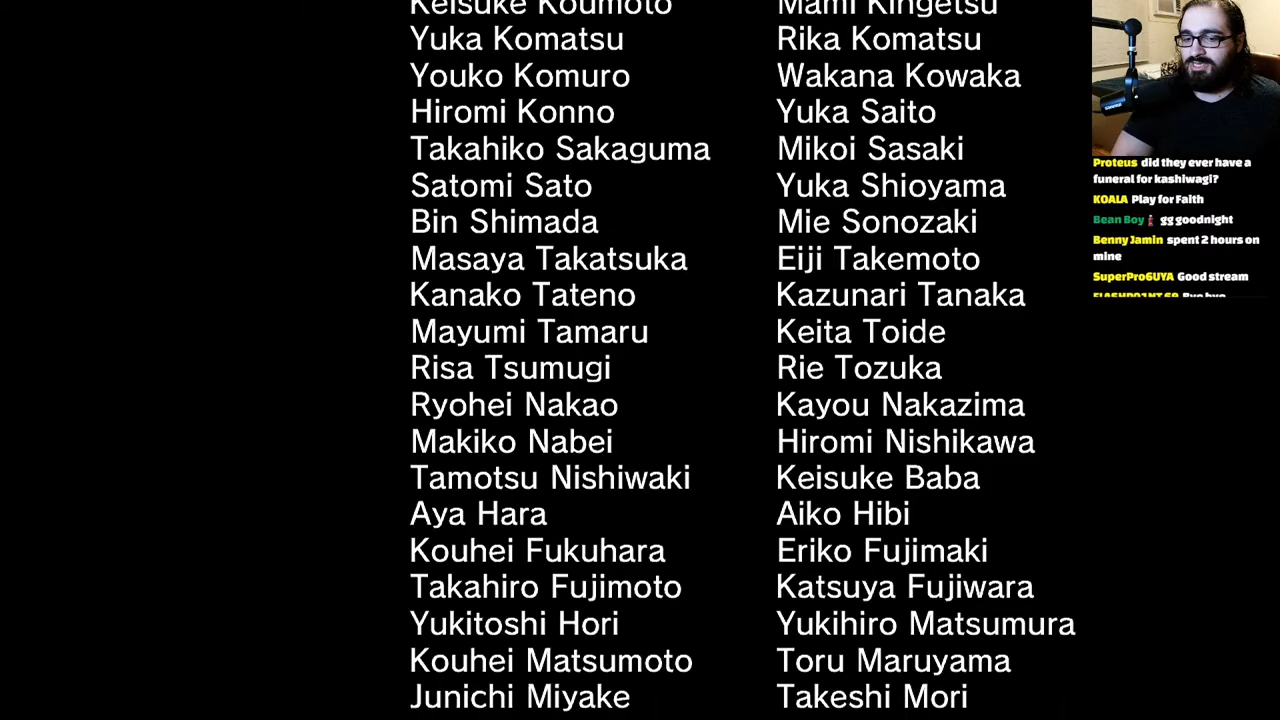 Keisuke Koumoto Mami Kingetsu
Yuka Komatsu Rika Komatsu
Youko Komuro Wakana Kowaka
Hiromi Konno Yuka Saito
Takahiko Sakaguma Mikoi Sasaki
Satomi Sato Yuka Shioyama
Bin Shimada Mie Sonozaki
Masaya Takatsuka Eiji Takemoto
Kanako Tateno Kazunari Tanaka
Mayumi Tamaru Keita Toide
Risa Tsumugi Rie Tozuka
Ryohei Nakao Kayou Nakazima
Makiko Nabei Hiromi Nishikawa
Tamotsu Nishiwaki Keisuke Baba
Aya Hara Aiko Hibi
Kouhei Fukuhara Eriko Fujimaki
Takahiro Fujimoto Katsuya Fujiwara
Yukitoshi Hori Yukihiro Matsumura
Kouhei Matsumoto Toru Maruyama
Junichi Miyake Takeshi Mori
Proteus did they ever have a
funeral for kashiwagi?
KOALA Play for Faith
Bean Boy gg goodnight
Benny Jamin spent 2 hours on
mine
SuperPro6UYA Good stream